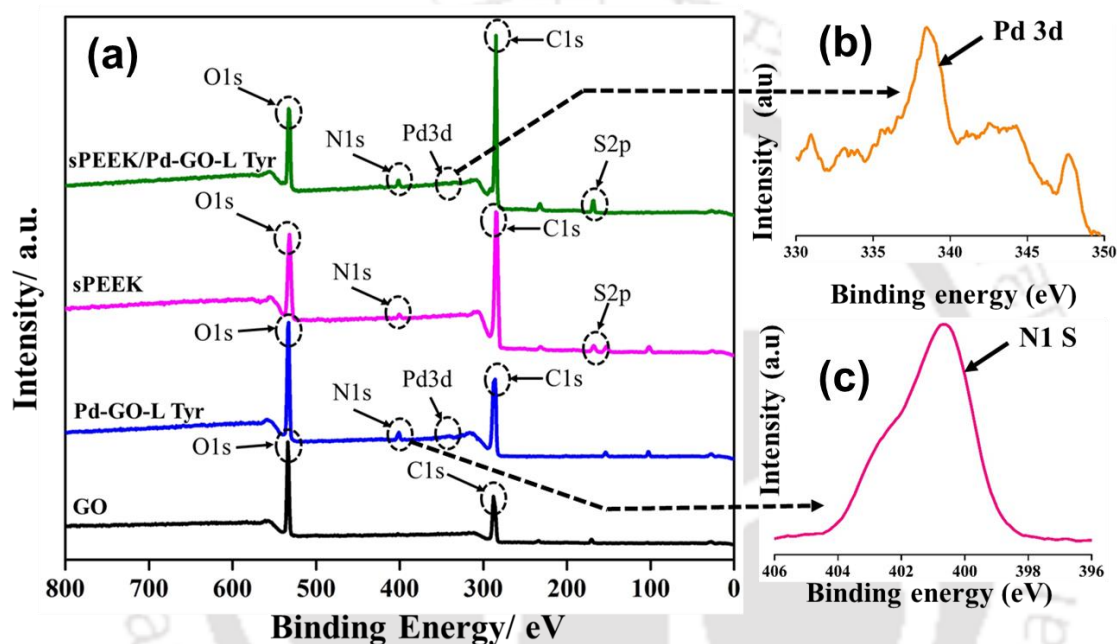 (a)
C1s
O1s
N1s
Pd3d
S2p
sPEEK/Pd-GO-L Tyr
O1s
C1s
N1s
S2p
sPEEK
O1s
C1s
N1s
Pd3d
Pd-GO-L Tyr
O1s
C1s
GO
Intensity/ a.u.
800 700 600 500 400 300 200 100 0
Binding Energy/ eV
(b)
Pd 3d
Intensity (a.u)
330 335 340 345 350
Binding energy (eV)
(c)
N1 S
Intensity (a.u)
406 404 402 400 398 396
Binding energy (eV)